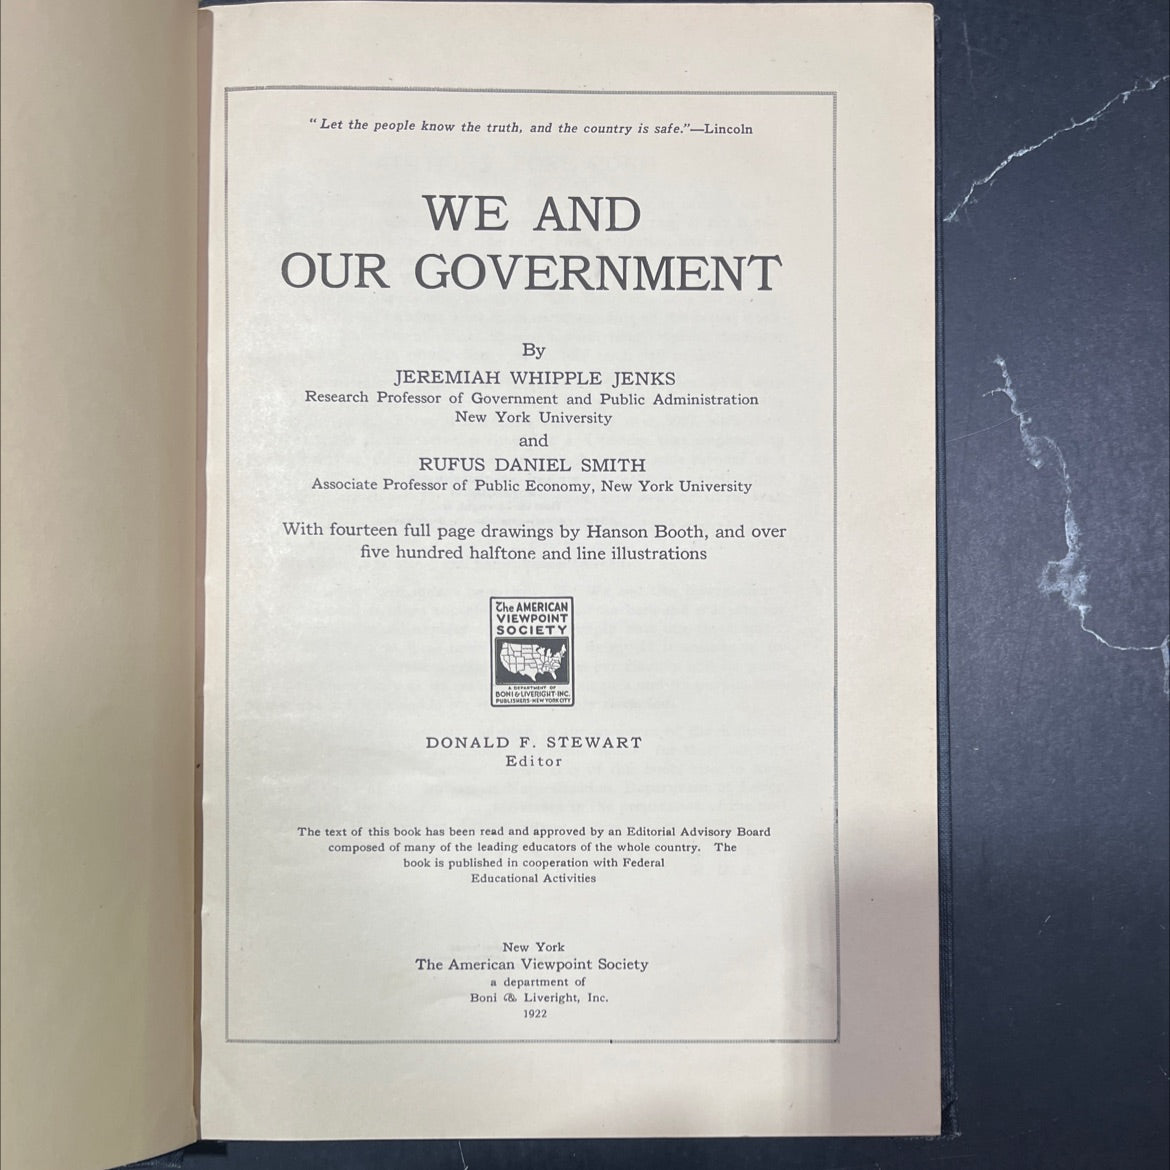 “Let the people know the truth, and the country is safe.”—Lincoln
WE AND
OUR GOVERNMENT
By
JEREMIAH WHIPPLE JENKS
Research Professor of Government and Public Administration
New York University
and
RUFUS DANIEL SMITH
Associate Professor of Public Economy, New York University
With fourteen full page drawings by Hanson Booth, and over
five hundred halftone and line illustrations
The AMERICAN
VIEWPOINT
SOCIETY
A DEPARTMENT OF
BONI & LIVERIGHT·INC.
PUBLISHERS·NEW YORK CITY
DONALD F. STEWART
Editor
The text of this book has been read and approved by an Editorial Advisory Board
composed of many of the leading educators of the whole country. The
book is published in cooperation with Federal
Educational Activities
New York
The American Viewpoint Society
a department of
Boni & Liveright, Inc.
1922